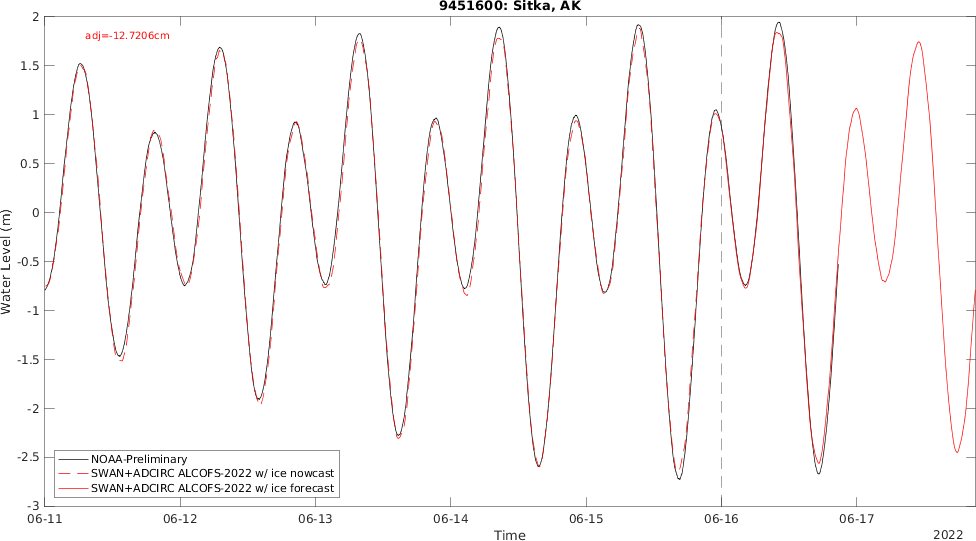 9451600: Sitka, AK
adj=-12.7206cm
2
1.5
1
0.5
0
-0.5
-1
-1.5
-2
-2.5
-3
Water Level (m)
NOAA-Preliminary
SWAN+ADCIRC ALCOFS-2022 w/ ice nowcast
SWAN+ADCIRC ALCOFS-2022 w/ ice forecast
06-11 06-12 06-13 06-14 06-15 06-16 06-17
Time
2022